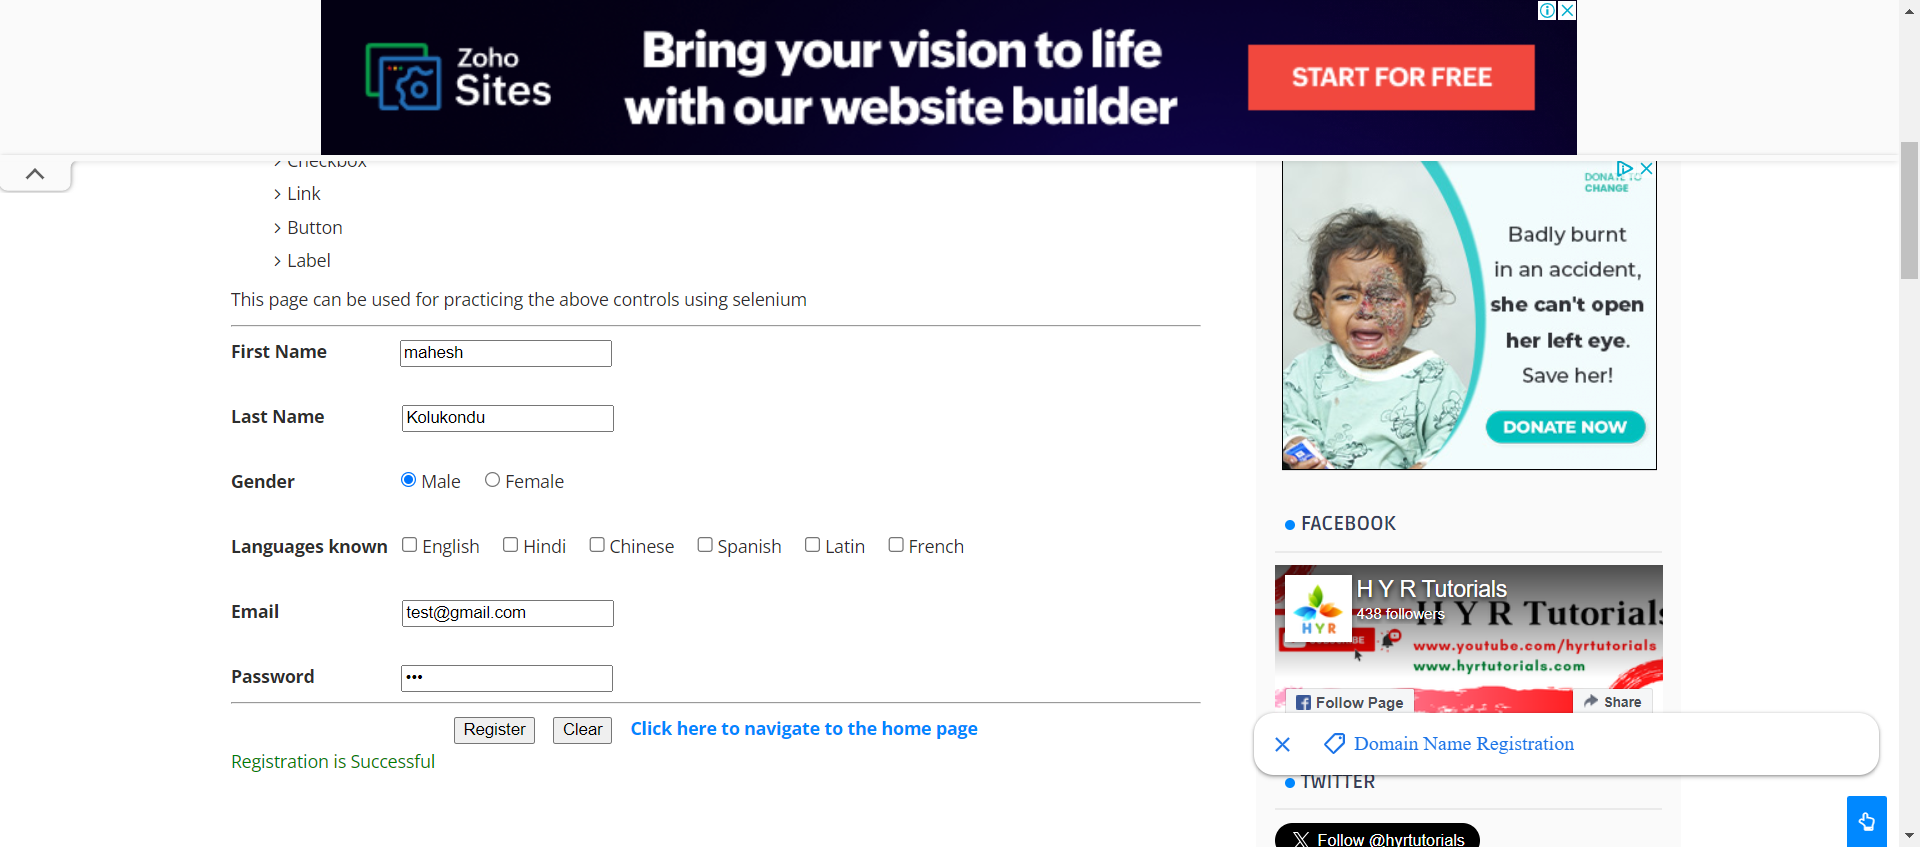 Zoho
Sites
Bring your vision to life
with our website builder
START FOR FREE
Checkbox
Link
Button
Label
This page can be used for practicing the above controls using selenium
First Name mahesh
Last Name Kolukondu
Gender Male Female
Languages known English Hindi Chinese Spanish Latin French
Email test@gmail.com
Password •••
Register Clear Click here to navigate to the home page
Registration is Successful
DONATE TO
CHANGE
Badly burnt
in an accident,
she can't open
her left eye.
Save her!
DONATE NOW
FACEBOOK
H Y R Tutorials
438 followers
HYR
H Y R Tutorials
www.youtube.com/hyrtutorials
www.hyrtutorials.com
Follow Page Share
Domain Name Registration
TWITTER
Follow @hyrtutorials